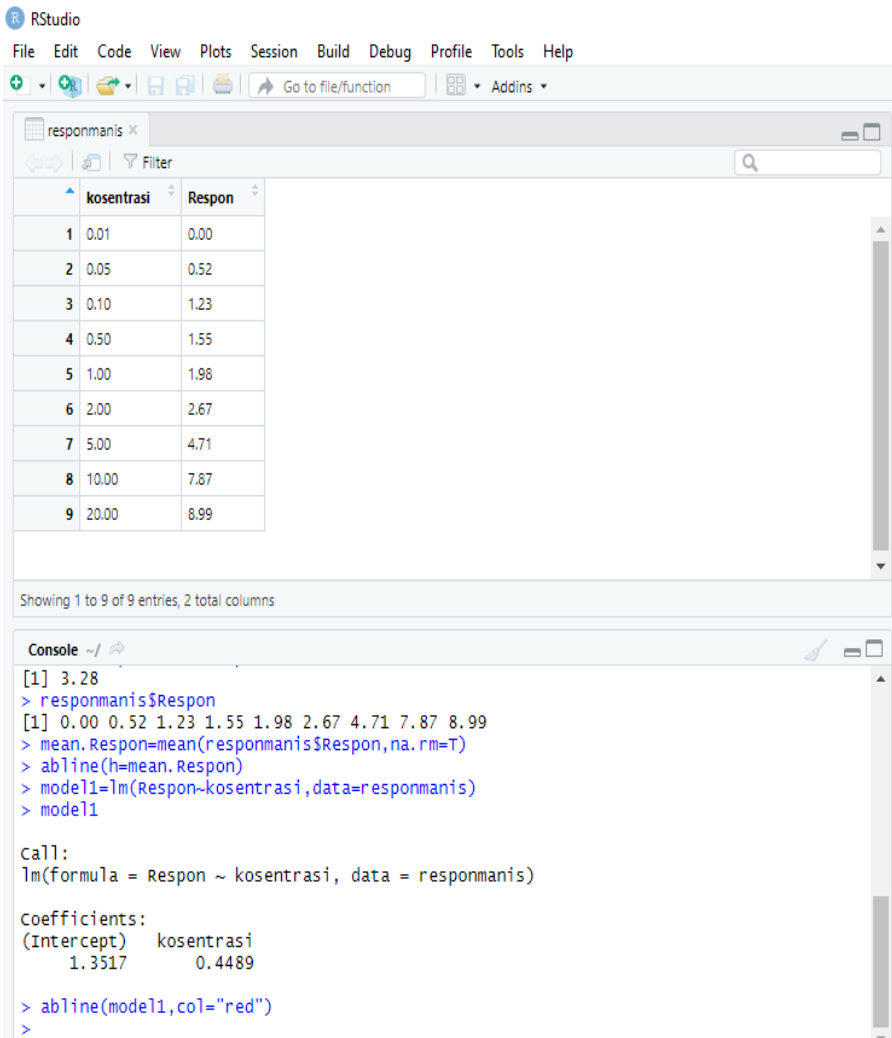 RStudio
File Edit Code View Plots Session Build Debug Profile Tools Help
Go to file/function Addins
responmanis
Filter
kosentrasi Respon
1 0.01 0.00
2 0.05 0.52
3 0.10 1.23
4 0.50 1.55
5 1.00 1.98
6 2.00 2.67
7 5.00 4.71
8 10.00 7.87
9 20.00 8.99
Showing 1 to 9 of 9 entries, 2 total columns
Console ~/
[1] 3.28
> responmanis$Respon
[1] 0.00 0.52 1.23 1.55 1.98 2.67 4.71 7.87 8.99
> mean.Respon=mean(responmanis$Respon,na.rm=T)
> abline(h=mean.Respon)
> model1=lm(Respon~kosentrasi,data=responmanis)
> model1
Call:
lm(formula = Respon ~ kosentrasi, data = responmanis)
Coefficients:
(Intercept) kosentrasi
1.3517 0.4489
> abline(model1,col="red")
>